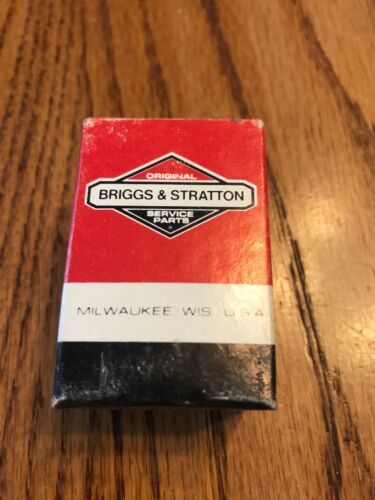 ORIGINAL
BRIGGS & STRATTON
SERVICE
PARTS
MILWAUKEE, WIS. U.S.A.